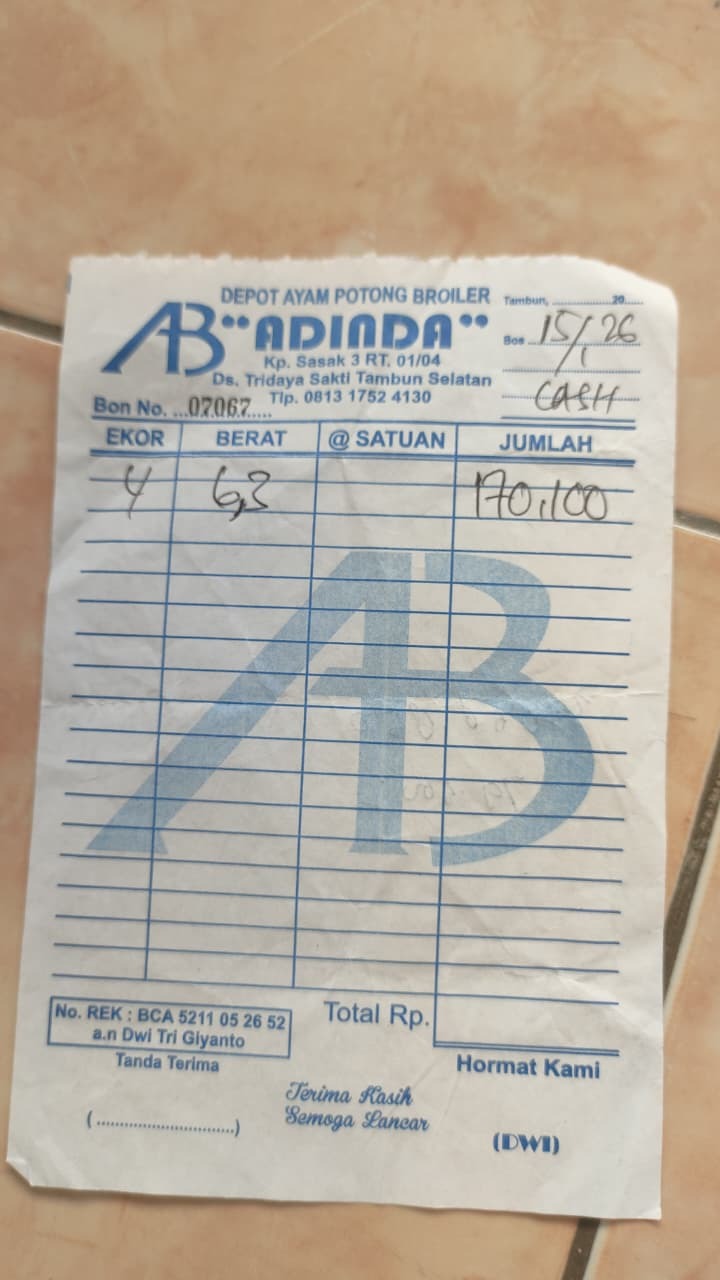 DEPOT AYAM POTONG BROILER
AB "ADINDA"
Kp. Sasak 3 RT. 01/04
Ds. Tridaya Sakti Tambun Selatan
Tlp. 0813 1752 4130
Tambun, ....................20......
Bos ... 15/1 26
CASH
Bon No. ...07067.....
EKOR BERAT @ SATUAN JUMLAH
4 6,3 170.100
AB
No. REK : BCA 5211 05 26 52
a.n Dwi Tri Giyanto
Total Rp.
Tanda Terima
Hormat Kami
Terima Kasih
Semoga Lancar
(..............................)
(DWI)